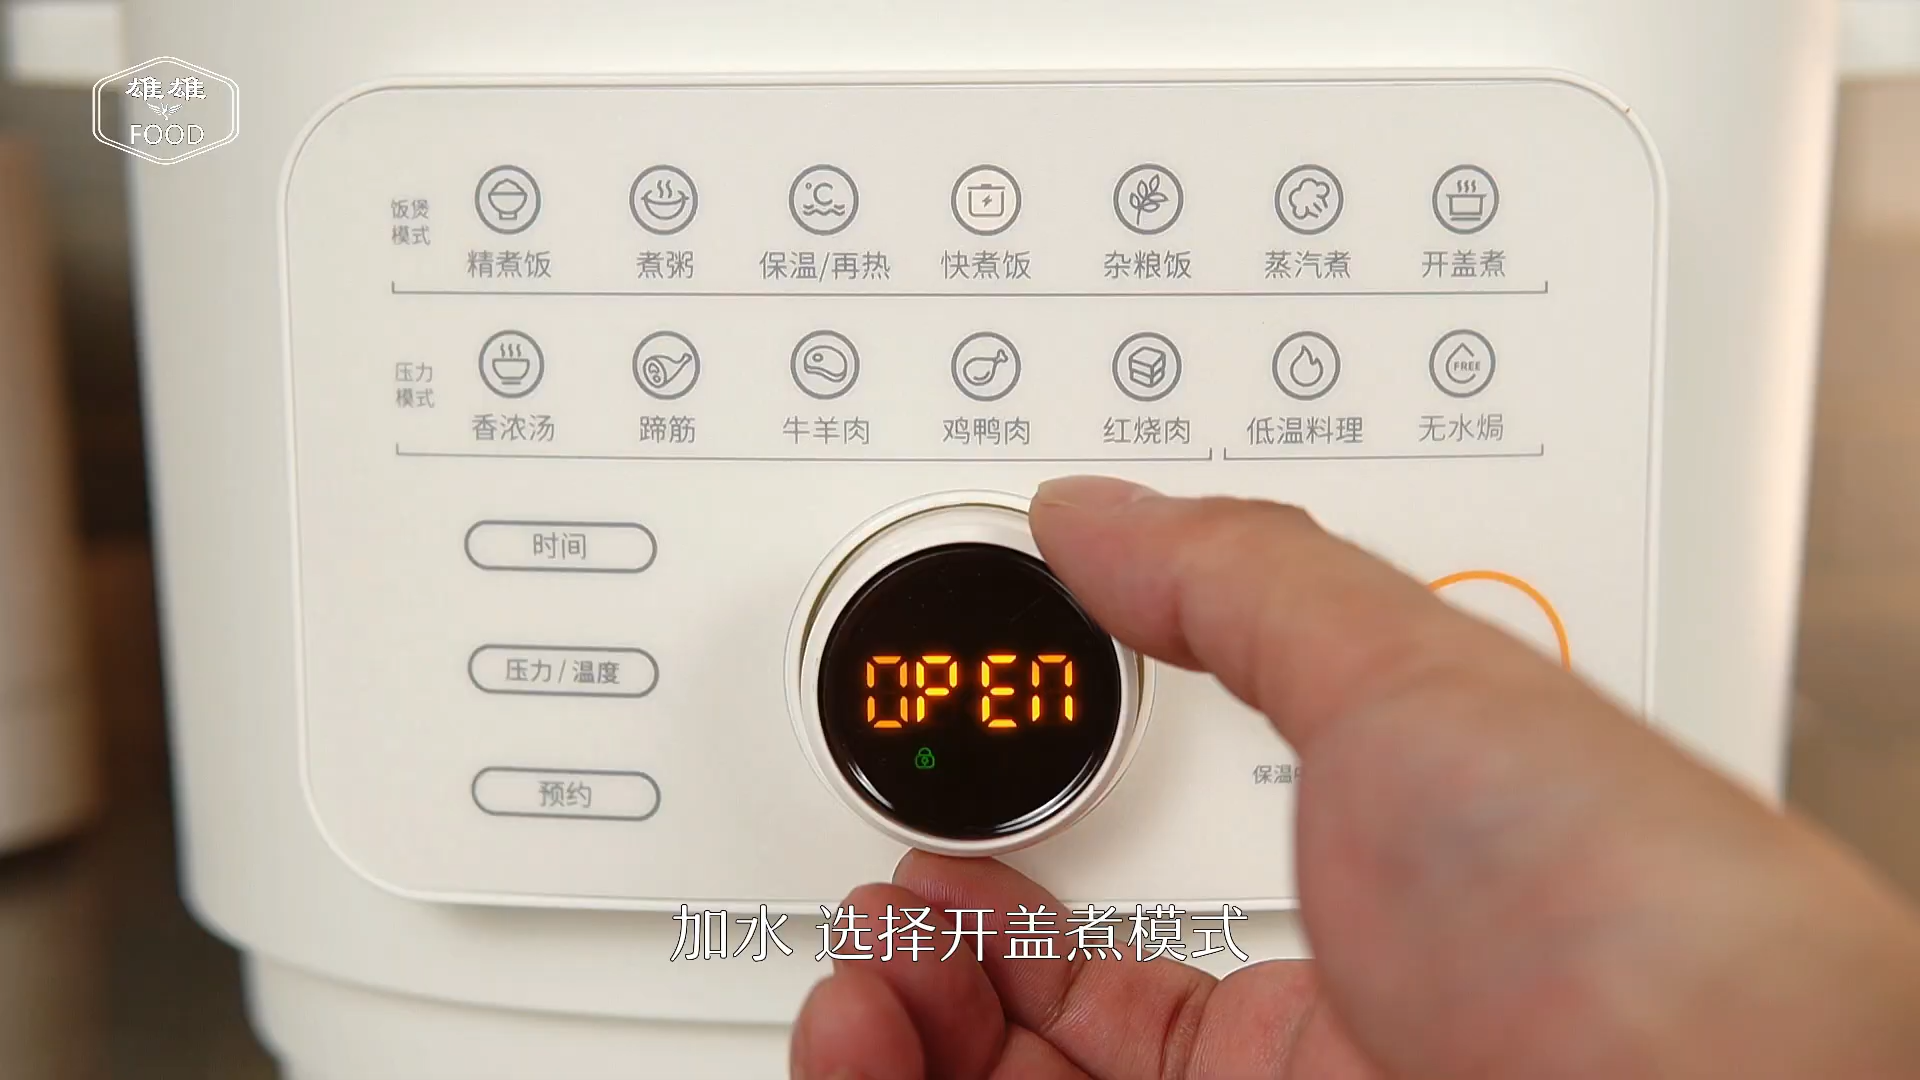 雄雄
FOOD
饭煲
模式
精煮饭 煮粥 保温/再热 快煮饭 杂粮饭 蒸汽煮 开盖煮
压力
模式
FREE
香浓汤 蹄筋 牛羊肉 鸡鸭肉 红烧肉 低温料理 无水焗
时间
压力/温度
OPEN
保温
预约
加水 选择开盖煮模式